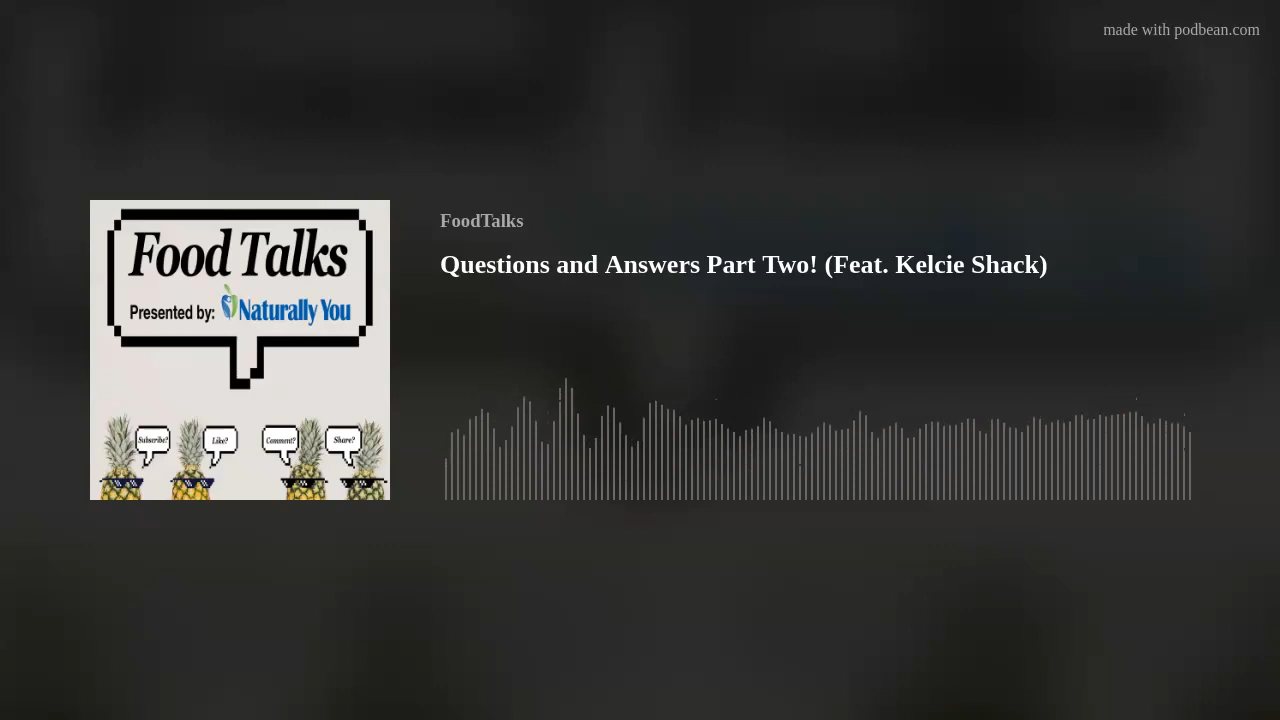 made with podbean.com
Food Talks
Presented by: Naturally You
Subscribe? Like? Comment? Share?
FoodTalks
Questions and Answers Part Two! (Feat. Kelcie Shack)